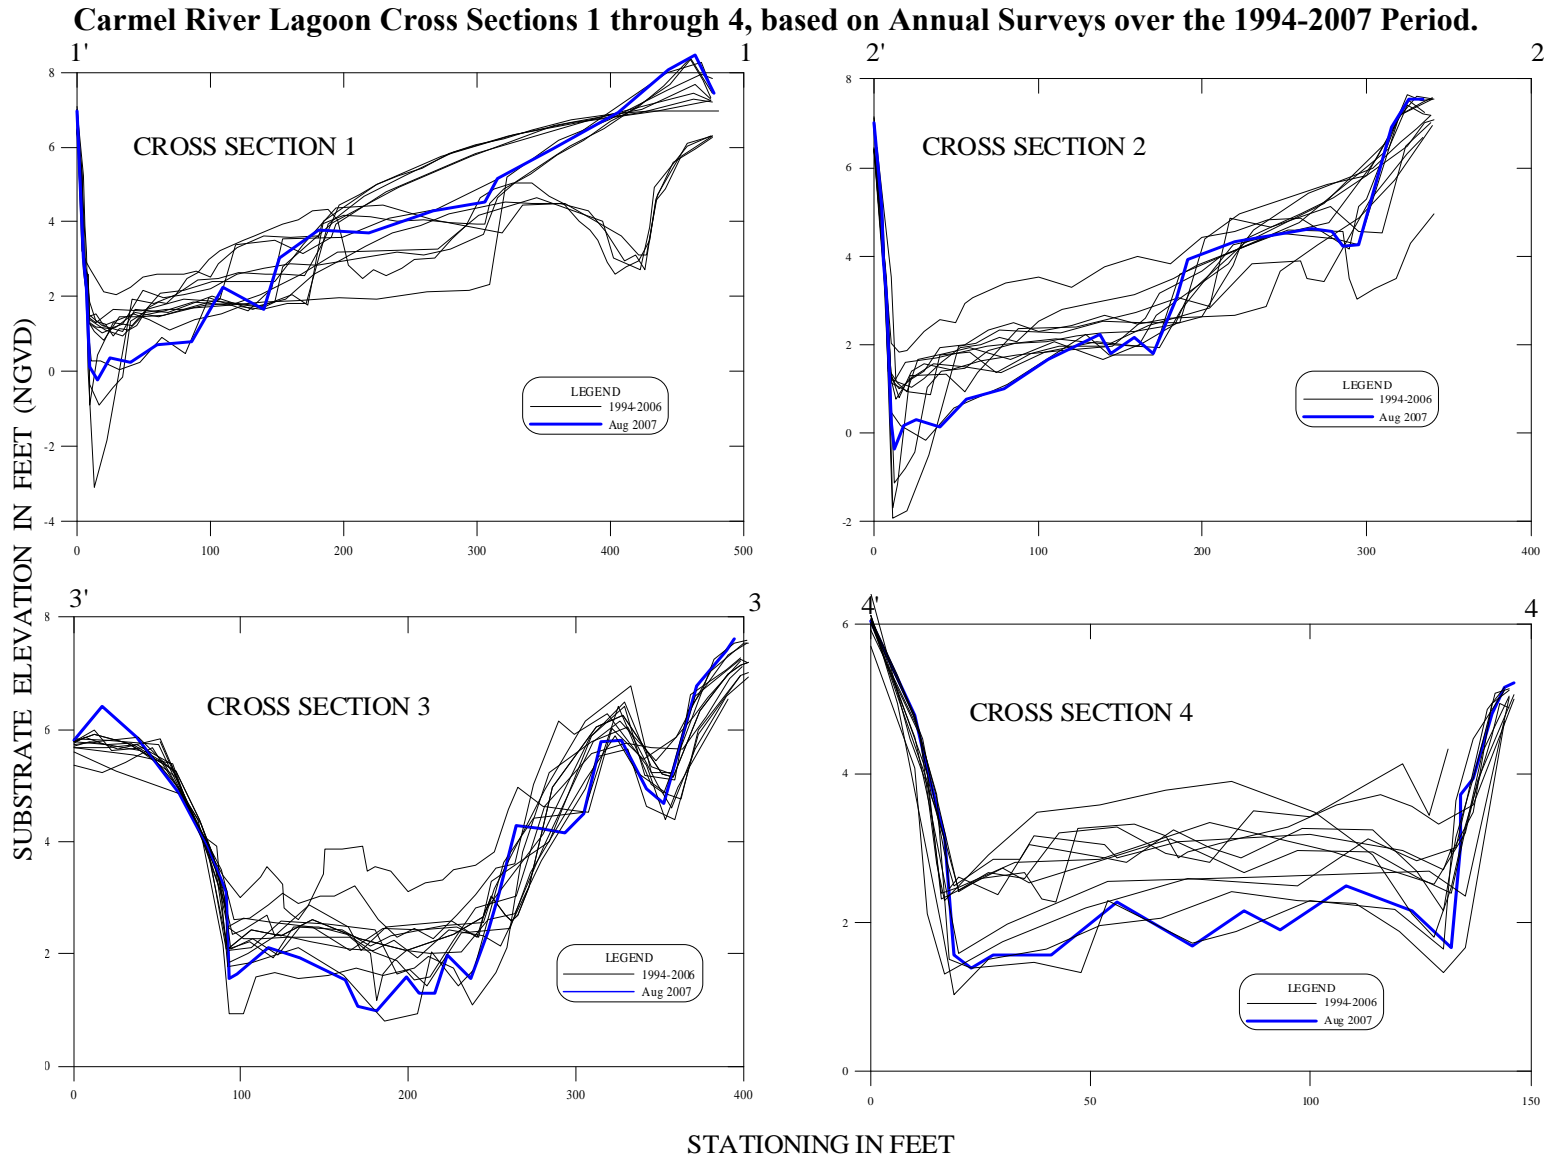 Carmel River Lagoon Cross Sections 1 through 4, based on Annual Surveys over the 1994-2007 Period.
1' 1
8
6
4
2
0
-2
-4
0 100 200 300 400 500
CROSS SECTION 1
LEGEND
1994-2006
Aug 2007
2' 2
8
6
4
2
0
-2
0 100 200 300 400
CROSS SECTION 2
LEGEND
1994-2006
Aug 2007
SUBSTRATE ELEVATION IN FEET (NGVD)
3' 3
8
6
4
2
0
0 100 200 300 400
CROSS SECTION 3
LEGEND
1994-2006
Aug 2007
4' 4
6
4
2
0
0 50 100 150
CROSS SECTION 4
LEGEND
1994-2006
Aug 2007
STATIONING IN FEET